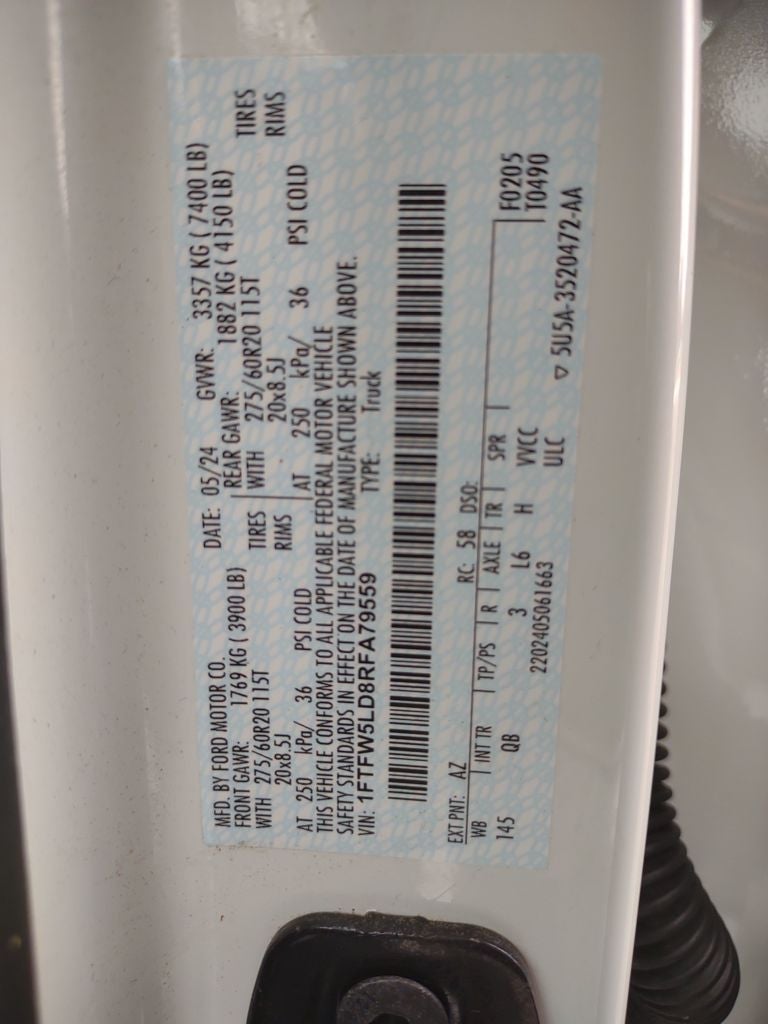 MFD. BY FORD MOTOR CO.
DATE: 05/24 GVWR: 3357 KG ( 7400 LB)
FRONT GAWR: 1769 KG ( 3900 LB)
REAR GAWR: 1882 KG ( 4150 LB)
WITH 275/60R20 115T TIRES
WITH 275/60R20 115T TIRES
20x8.5J RIMS
20x8.5J RIMS
AT 250 kPa/ 36 PSI COLD
AT 250 kPa/ 36 PSI COLD
THIS VEHICLE CONFORMS TO ALL APPLICABLE FEDERAL MOTOR VEHICLE
SAFETY STANDARDS IN EFFECT ON THE DATE OF MANUFACTURE SHOWN ABOVE.
VIN: 1FTFW5LD8RFA79559 TYPE: Truck
EXT PNT: AZ RC: 58 DSO:
WB INT TR TP/PS R AXLE TR SPR F0205
145 QB 3 L6 H VVCC T0490
2202405061663 ULC
▽ 5U5A-3520472-AA